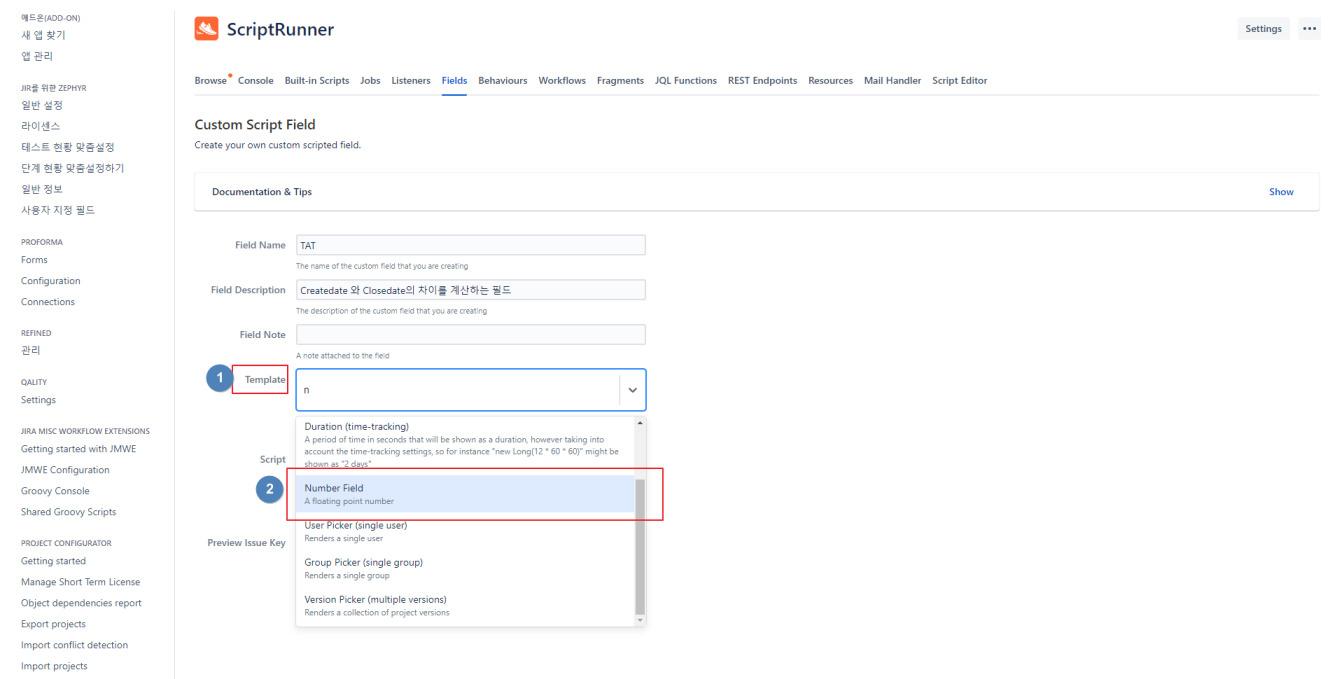 애드온(ADD-ON)
새 앱 찾기
앱 관리
JIR를 위한 ZEPHYR
일반 설정
라이센스
테스트 현황 맞춤설정
단계 현황 맞춤설정하기
일반 정보
사용자 지정 필드
PROFORMA
Forms
Configuration
Connections
REFINED
관리
QALITY
Settings
JIRA MISC WORKFLOW EXTENSIONS
Getting started with JMWE
JMWE Configuration
Groovy Console
Shared Groovy Scripts
PROJECT CONFIGURATOR
Getting started
Manage Short Term License
Object dependencies report
Export projects
Import conflict detection
Import projects
ScriptRunner
Settings
Browse Console Built-in Scripts Jobs Listeners Fields Behaviours Workflows Fragments JQL Functions REST Endpoints Resources Mail Handler Script Editor
Custom Script Field
Create your own custom scripted field.
Documentation & Tips Show
Field Name TAT
The name of the custom field that you are creating
Field Description Createdate 와 Closedate의 차이를 계산하는 필드
The description of the custom field that you are creating
Field Note
A note attached to the field
1 Template n
Duration (time-tracking)
A period of time in seconds that will be shown as a duration, however taking into
account the time-tracking settings, so for instance "new Long(12 * 60 * 60)" might be
shown as "2 days"
Script
2 Number Field
A floating point number
User Picker (single user)
Renders a single user
Preview Issue Key
Group Picker (single group)
Renders a single group
Version Picker (multiple versions)
Renders a collection of project versions